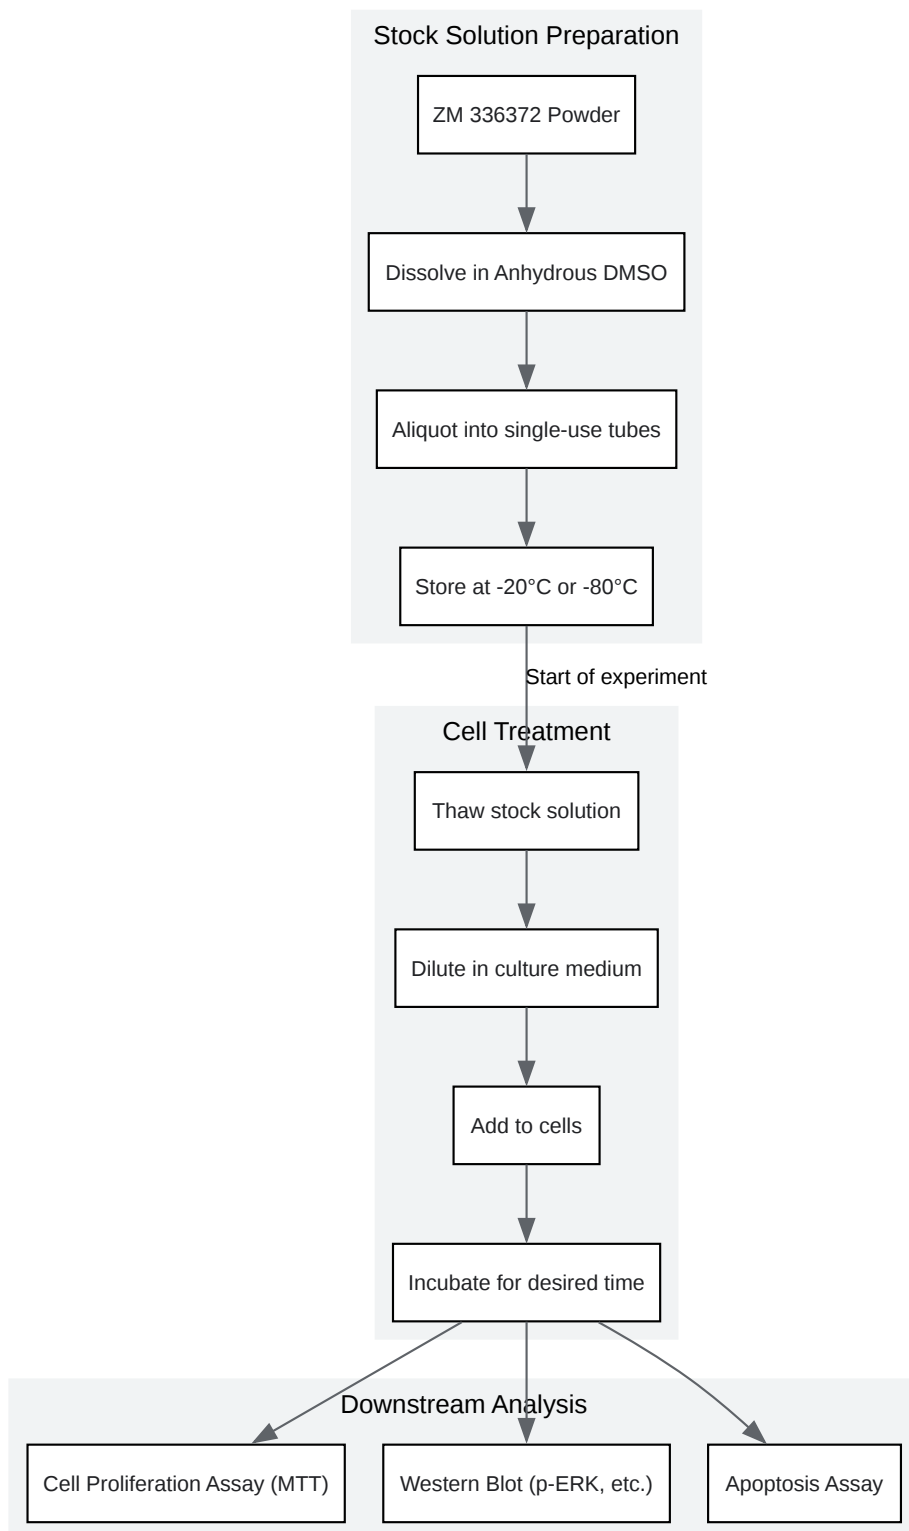 Stock Solution Preparation
ZM 336372 Powder
Dissolve in Anhydrous DMSO
Aliquot into single-use tubes
Store at -20°C or -80°C
Start of experiment
Cell Treatment
Thaw stock solution
Dilute in culture medium
Add to cells
Incubate for desired time
Downstream Analysis
Cell Proliferation Assay (MTT)
Western Blot (p-ERK, etc.)
Apoptosis Assay